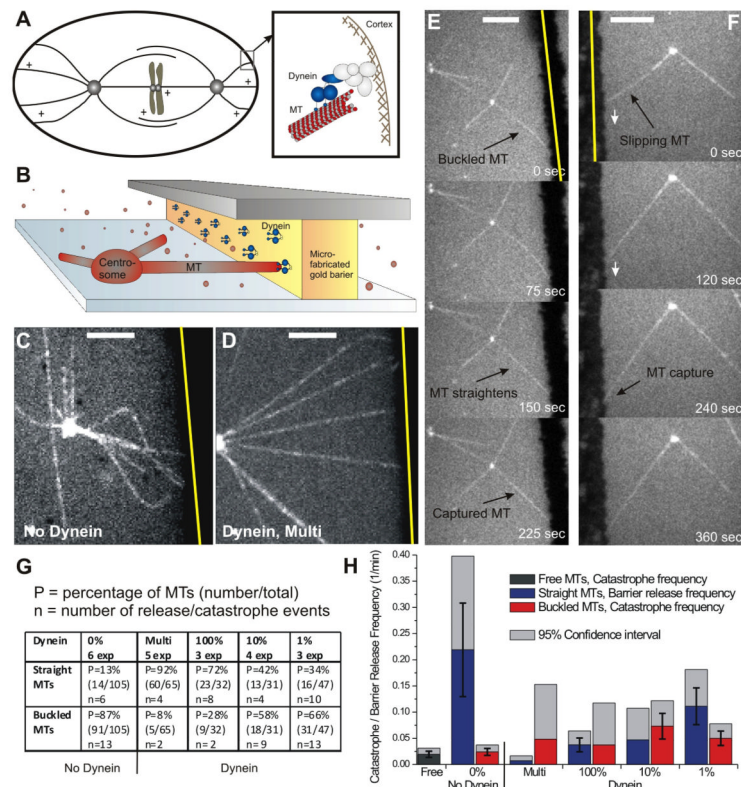 A
Cortex
Dynein
MT
+
+
+
+
+
+
+
B
Dynein
Centro-
some
MT
Micro-
fabricated
gold barier
C
No Dynein
D
Dynein, Multi
E
Buckled MT
0 sec
75 sec
MT straightens
150 sec
Captured MT
225 sec
F
Slipping MT
0 sec
120 sec
MT capture
240 sec
360 sec
G
P = percentage of MTs (number/total)
n = number of release/catastrophe events
Dynein 0% Multi 100% 10% 1%
6 exp 5 exp 3 exp 4 exp 3 exp
Straight P=13% P=92% P=72% P=42% P=34%
MTs (14/105) (60/65) (23/32) (13/31) (16/47)
n=6 n=4 n=8 n=4 n=10
Buckled P=87% P=8% P=28% P=58% P=66%
MTs (91/105) (5/65) (9/32) (18/31) (31/47)
n=13 n=2 n= 2 n=9 n=13
No Dynein Dynein
H
Catastrophe / Barrier Release Frequency (1/min)
0.40
0.35
0.30
0.25
0.20
0.15
0.10
0.05
0.00
Free MTs, Catastrophe frequency
Straight MTs, Barrier release frequency
Buckled MTs, Catastrophe frequency
95% Confidence interval
Free 0% Multi 100% 10% 1%
No Dynein Dynein